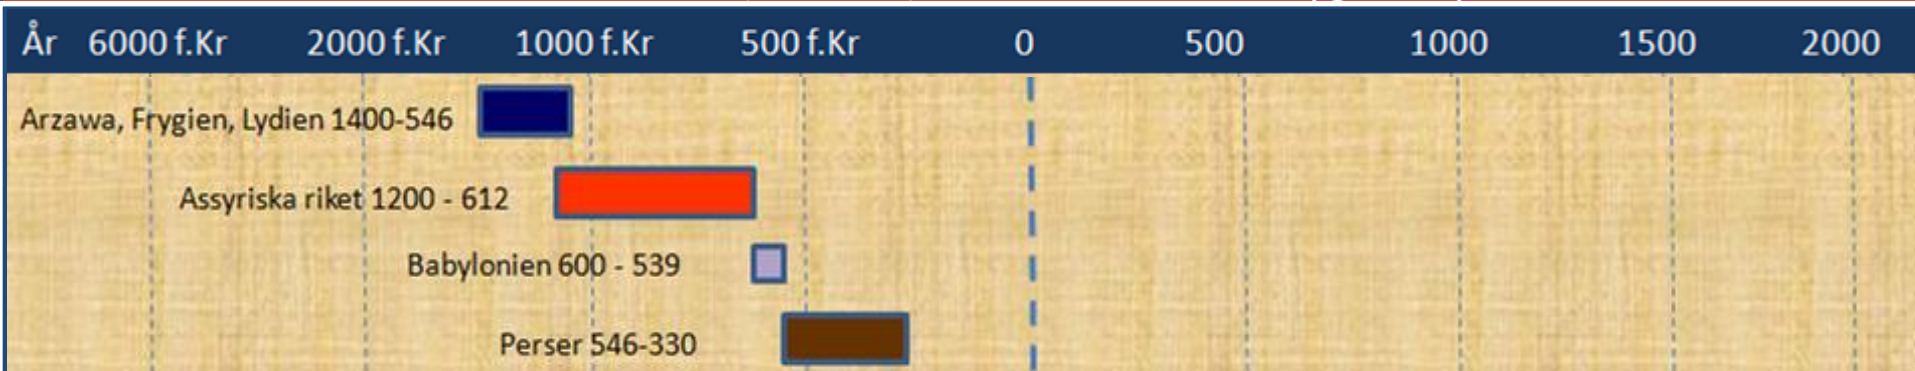 År 6000 f.Kr 2000 f.Kr 1000 f.Kr 500 f.Kr 0 500 1000 1500 2000
Arzawa, Frygien, Lydien 1400-546
Assyriska riket 1200 - 612
Babylonien 600 - 539
Perser 546-330